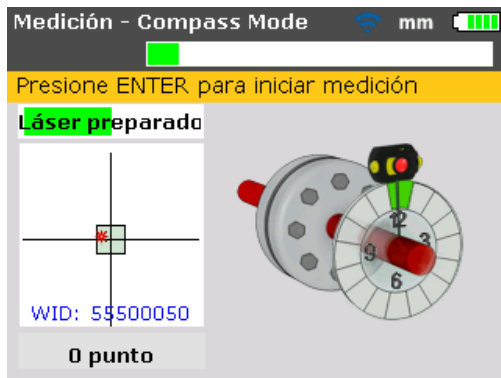 Medición - Compass Mode mm
Presione ENTER para iniciar medición
Láser preparado
12
3
9
6
WID: 55500050
0 punto